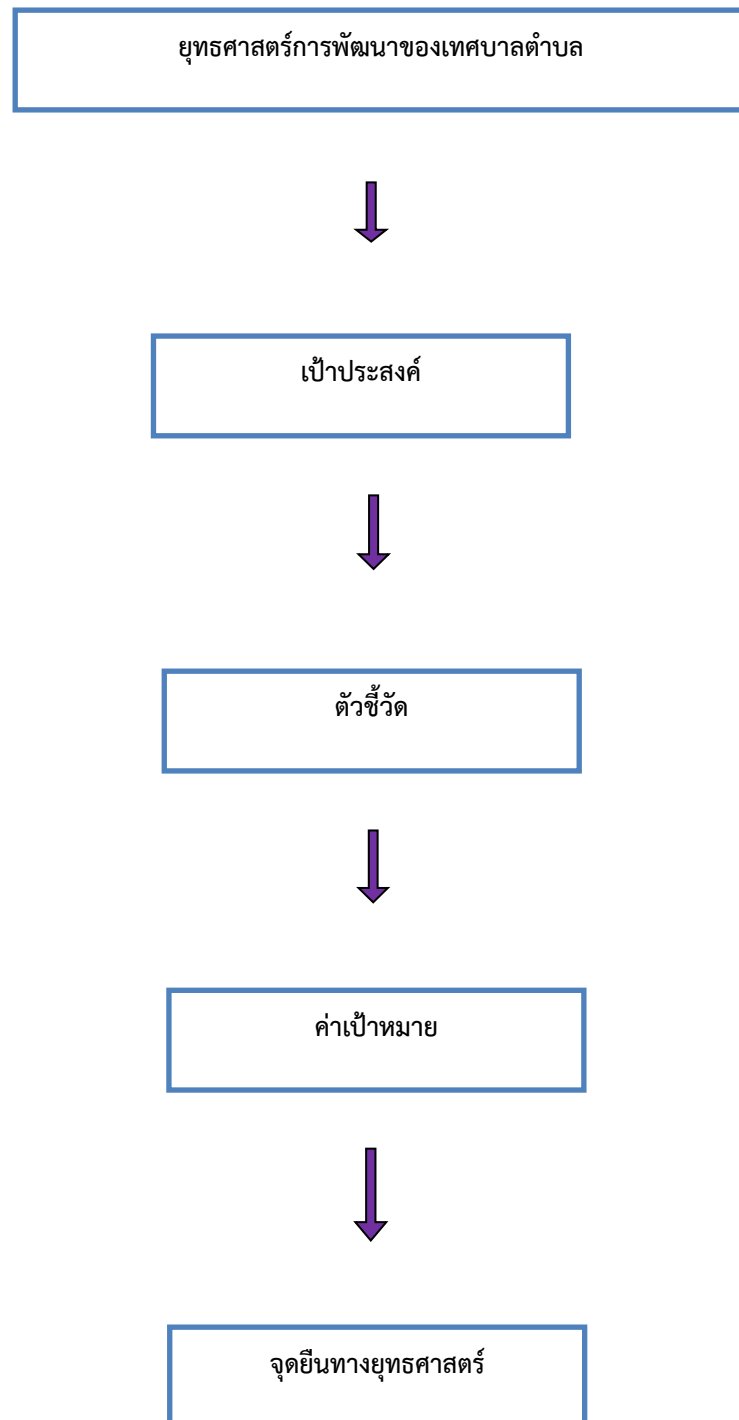 ยุทธศาสตร์การพัฒนาของเทศบาลตำบล
เป้าประสงค์
ตัวชี้วัด
ค่าเป้าหมาย
จุดยืนทางยุทธศาสตร์